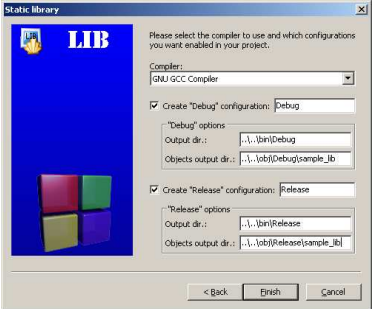 Static library
LIB
LIB
Please select the compiler to use and which configurations
you want enabled in your project.
Compiler:
GNU GCC Compiler
Create "Debug" configuration: Debug
"Debug" options
Output dir.: ..\..\bin\Debug
Objects output dir.: ..\..\obj\Debug\sample_lib
Create "Release" configuration: Release
"Release" options
Output dir.: ..\..\bin\Release
Objects output dir.: ..\..\obj\Release\sample_lib
< Back Finish Cancel